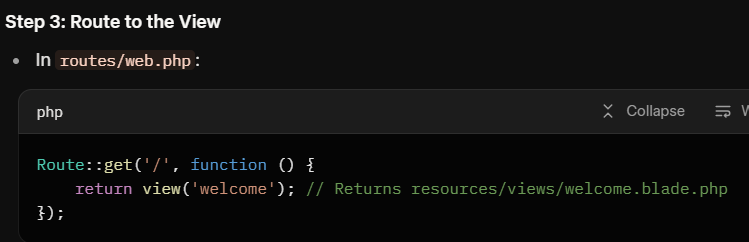 Step 3: Route to the View
• In routes/web.php:
php Collapse W
Route::get('/', function () {
    return view('welcome'); // Returns resources/views/welcome.blade.php
});